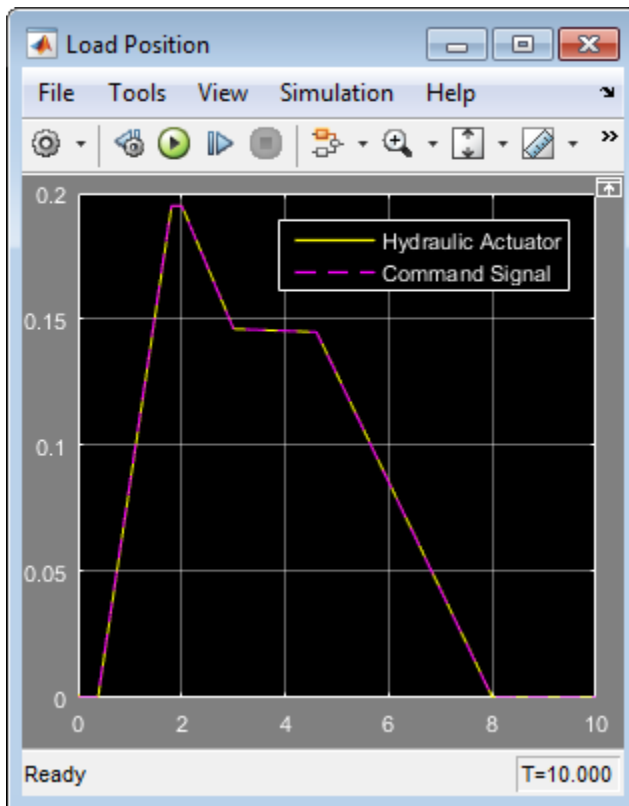 Load Position
File Tools View Simulation Help
0.2
Hydraulic Actuator
Command Signal
0.15
0.1
0.05
0
0 2 4 6 8 10
Ready T=10.000